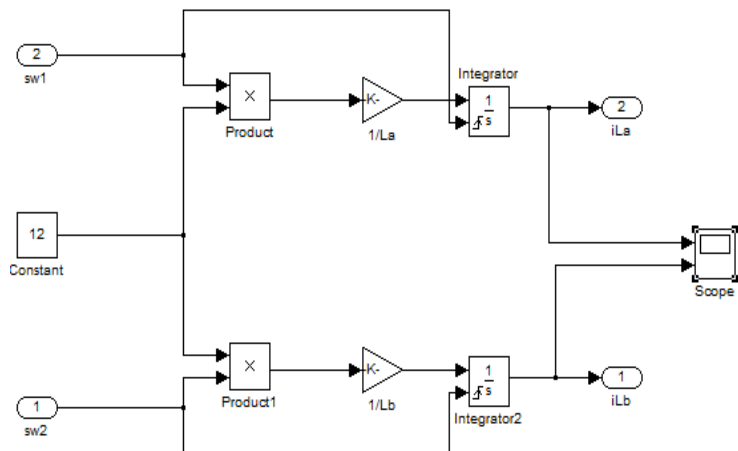 2
sw1
X
Product
K-
1/La
Integrator
1
s
2
iLa
12
Constant
Scope
X
Product1
K-
1/Lb
1
s
Integrator2
1
iLb
1
sw2